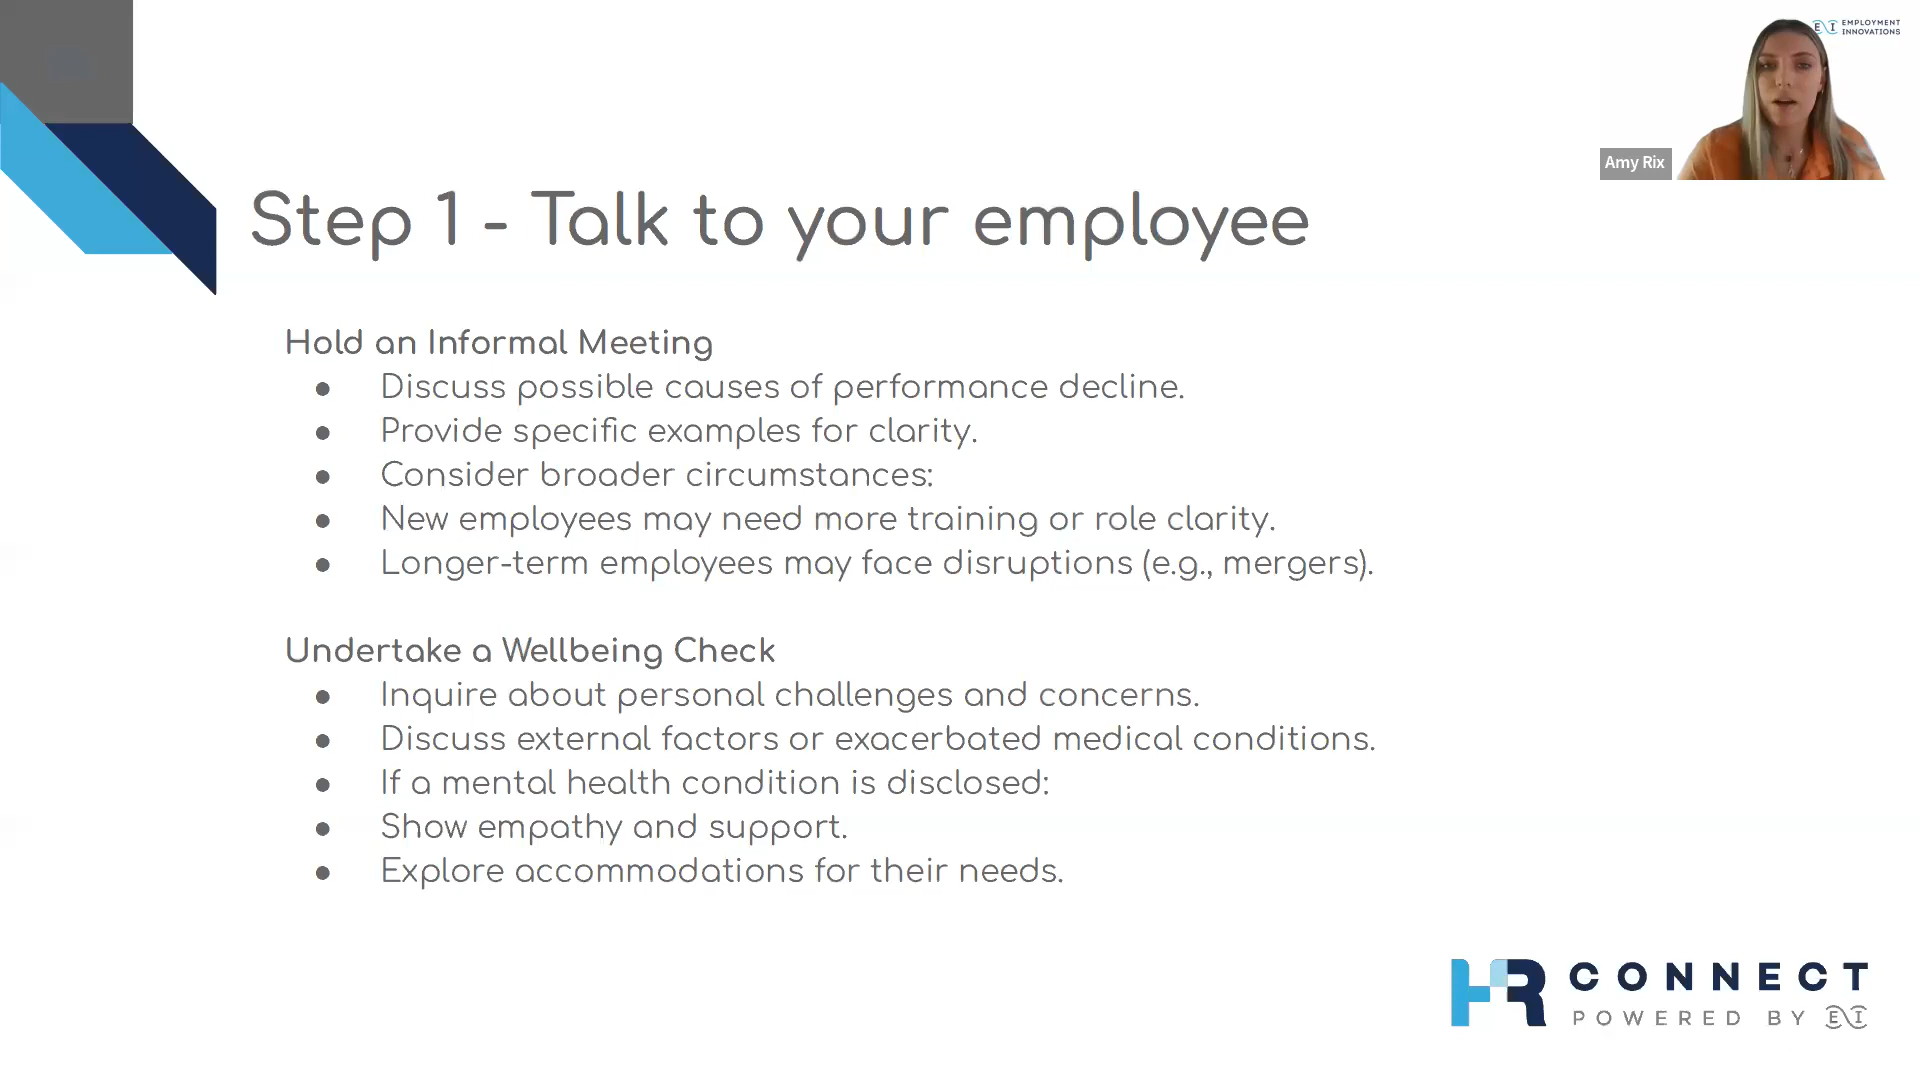 EMPLOYMENT
INNOVATIONS
Amy Rix
Step 1 - Talk to your employee
Hold an Informal Meeting
● Discuss possible causes of performance decline.
● Provide specific examples for clarity.
● Consider broader circumstances:
● New employees may need more training or role clarity.
● Longer-term employees may face disruptions (e.g., mergers).
Undertake a Wellbeing Check
● Inquire about personal challenges and concerns.
● Discuss external factors or exacerbated medical conditions.
● If a mental health condition is disclosed:
● Show empathy and support.
● Explore accommodations for their needs.
HR CONNECT
POWERED BY EI